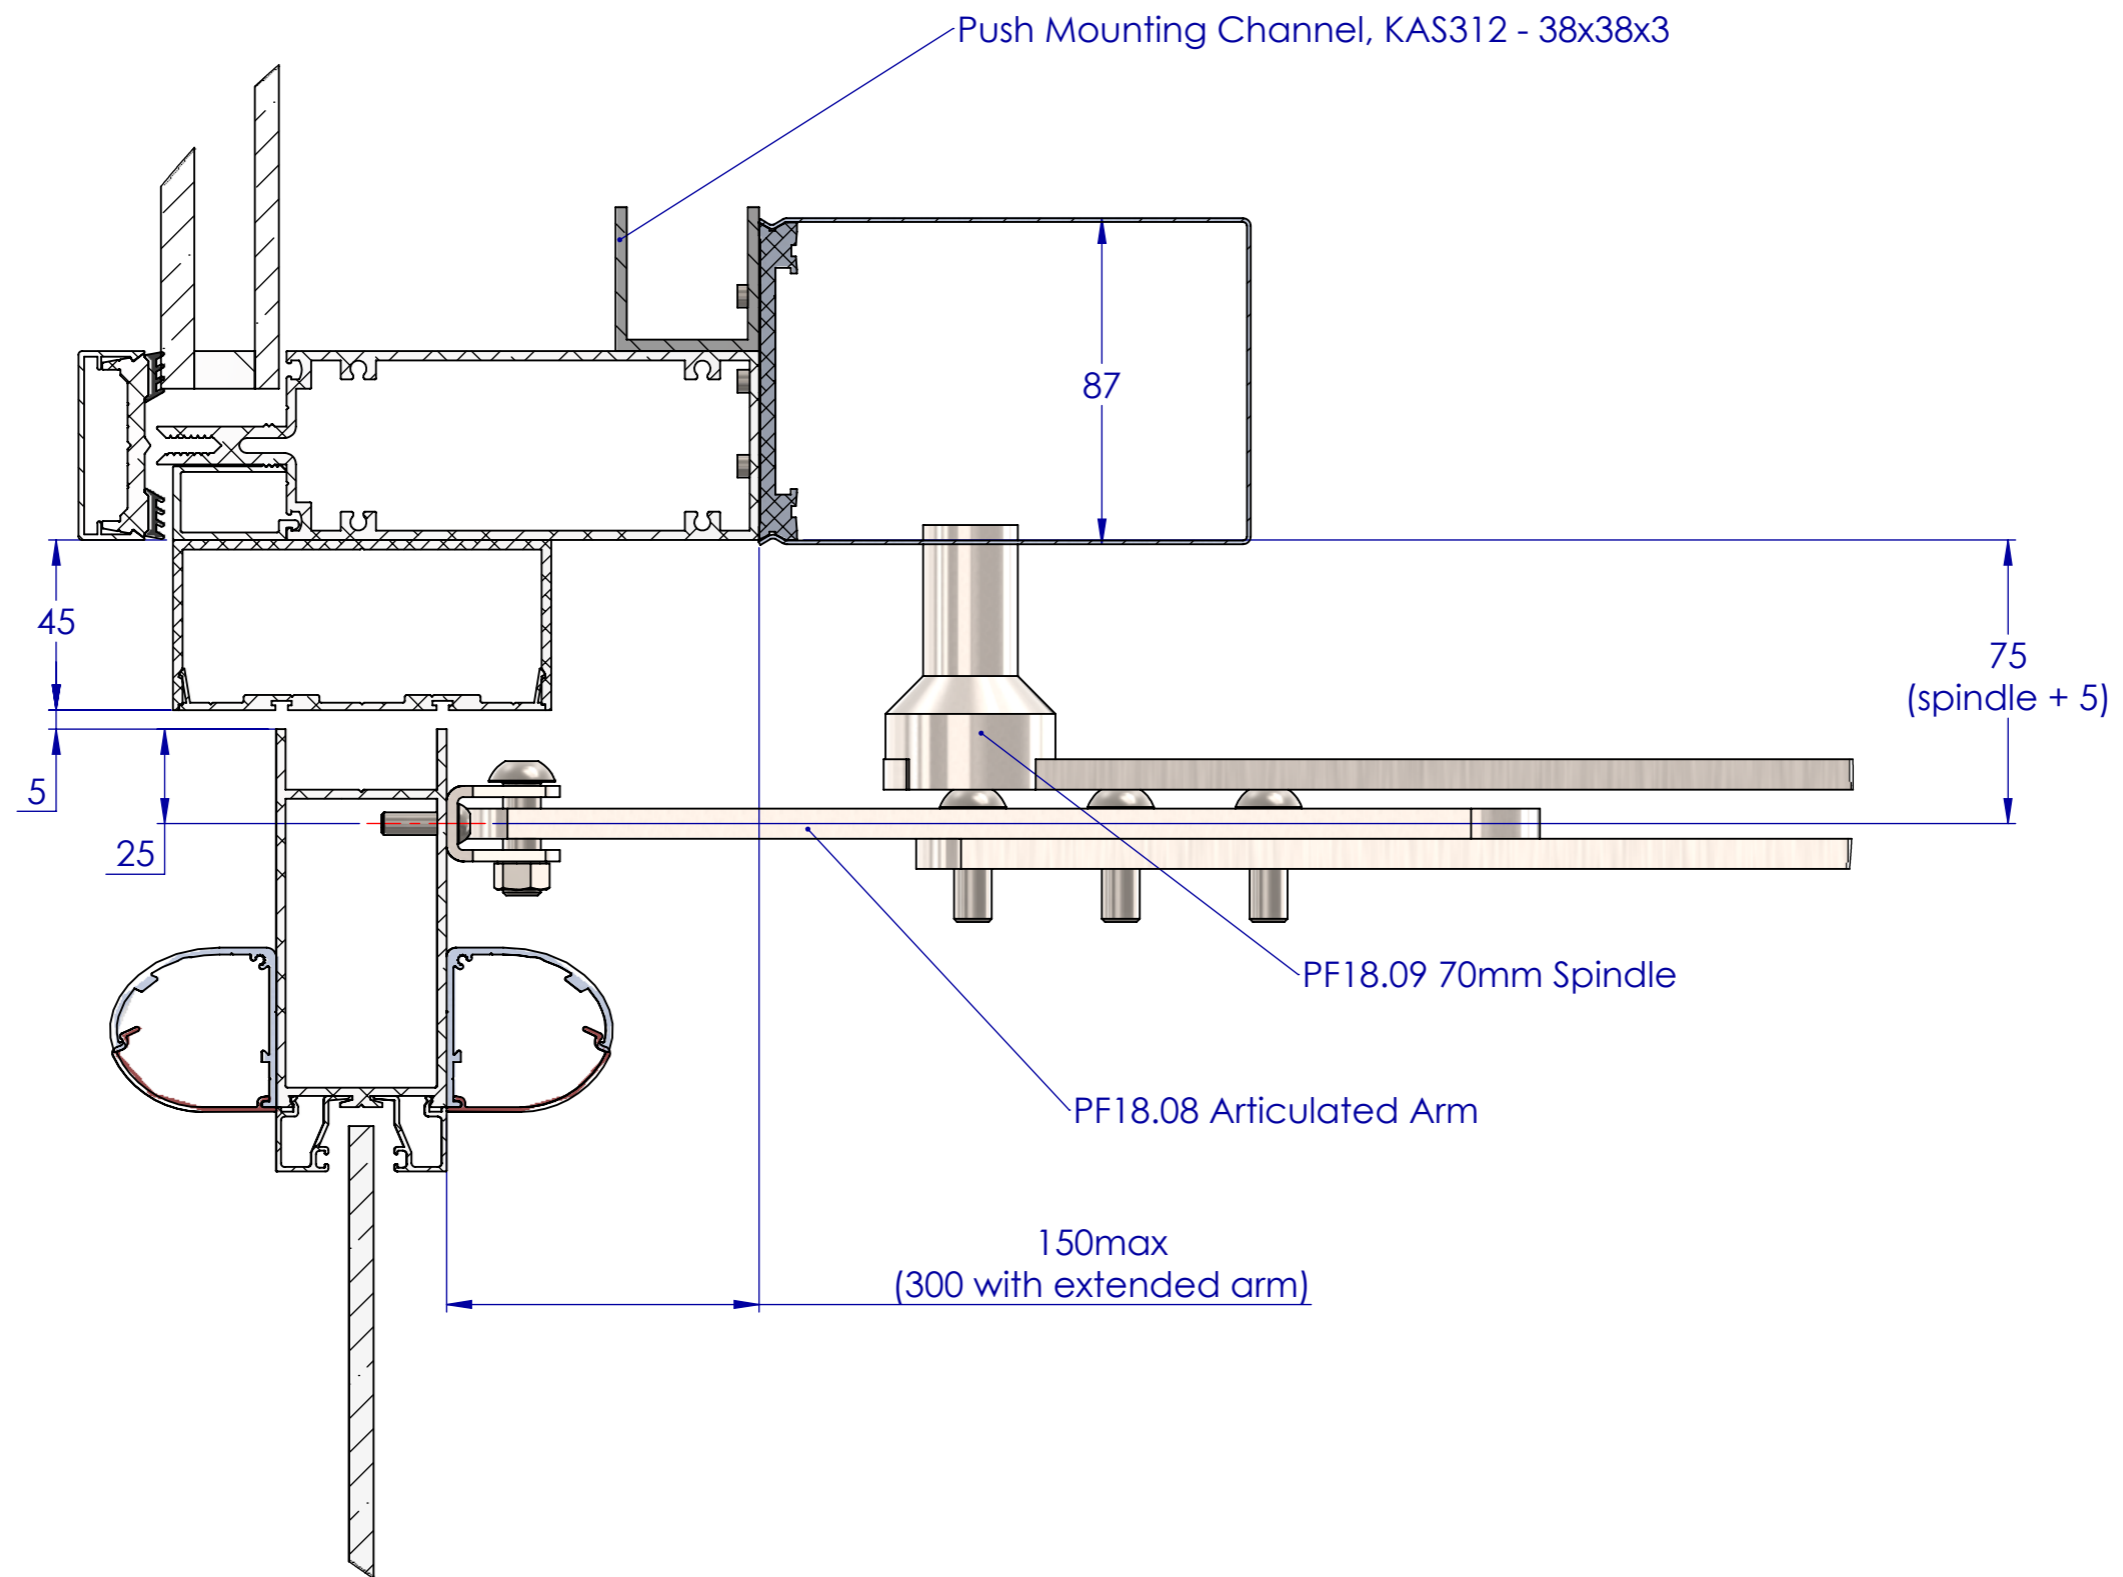 Push Mounting Channel, KAS312 - 38x38x3
87
45
75
(spindle + 5)
5
25
PF18.09 70mm Spindle
PF18.08 Articulated Arm
150max
(300 with extended arm)